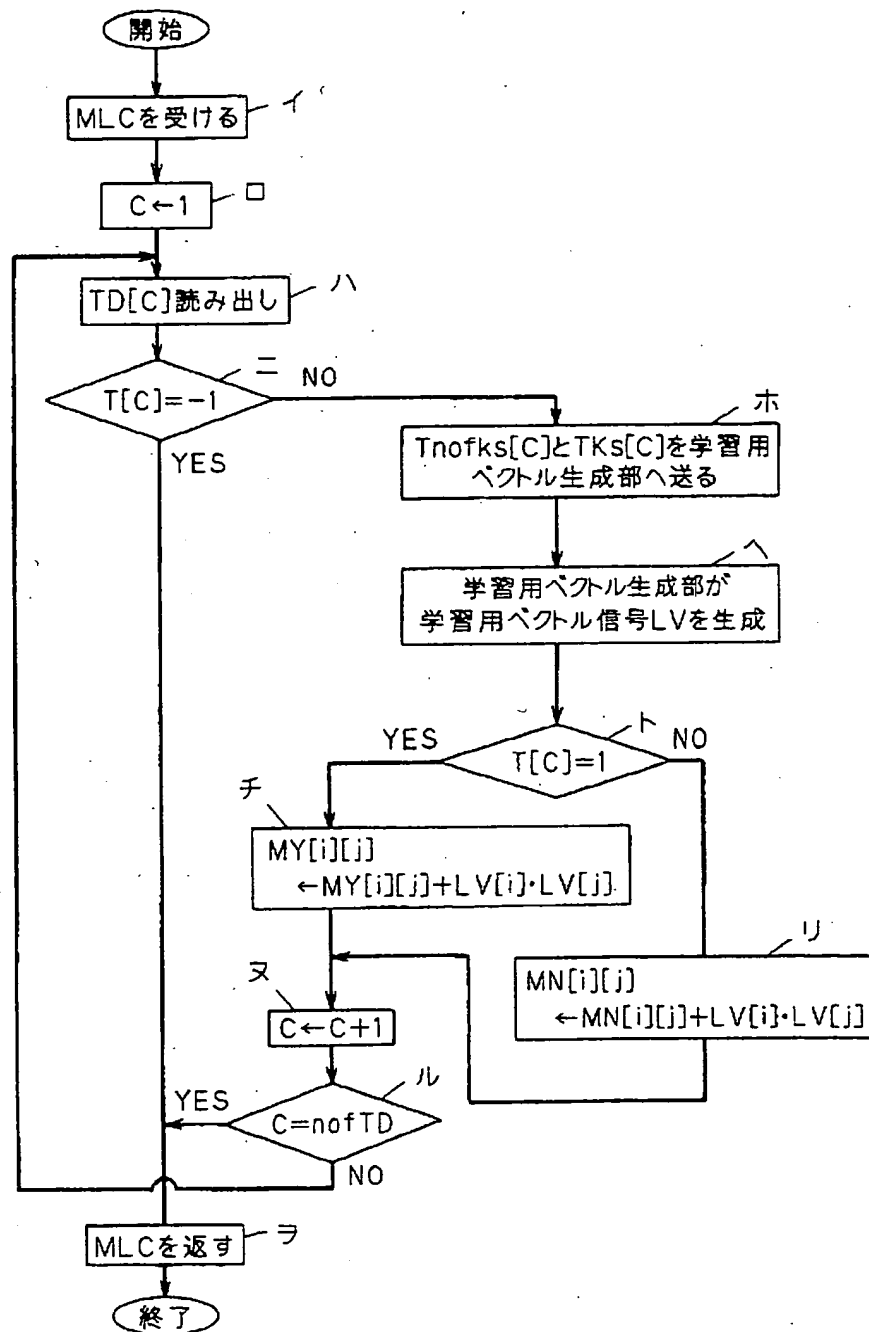 開始
MLCを受ける
イ
C←1
ロ
TD[C]読み出し
ハ
T[C]=-1
ニ
NO
YES
Tnofks[C]とTKs[C]を学習用
ベクトル生成部へ送る
ホ
学習用ベクトル生成部が
学習用ベクトル信号LVを生成
ヘ
T[C]=1
ト
YES
NO
チ
MY[i][j]
←MY[i][j]+LV[i]·LV[j]
リ
MN[i][j]
←MN[i][j]+LV[i]·LV[j]
ヌ
C←C+1
ル
YES
C=nofTD
NO
MLCを返す
ヲ
終了